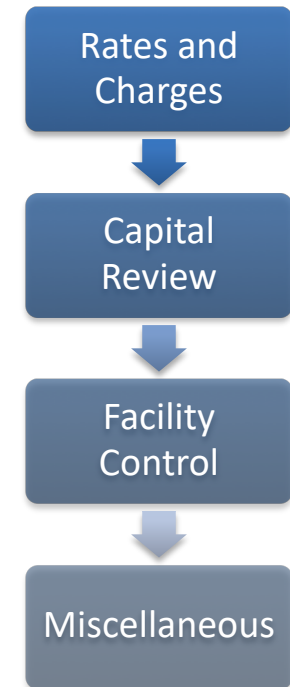 Rates and
Charges
Capital
Review
Facility
Control
Miscellaneous